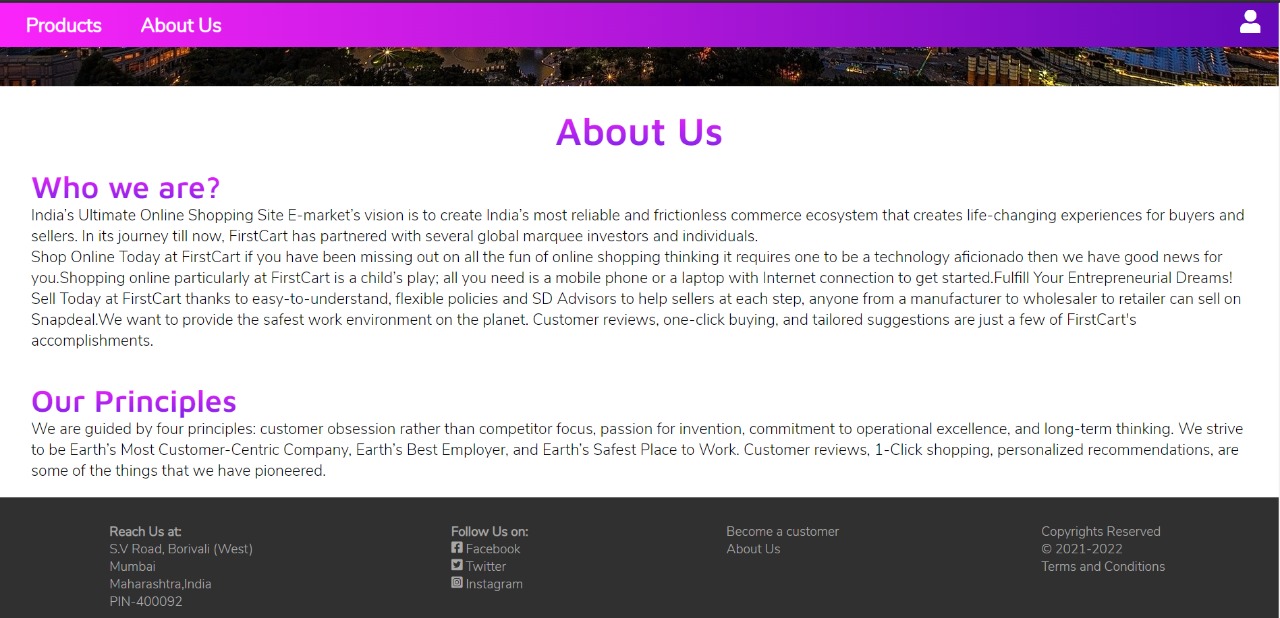 Products About Us
About Us
Who we are?
India’s Ultimate Online Shopping Site E-market’s vision is to create India’s most reliable and frictionless commerce ecosystem that creates life-changing experiences for buyers and
sellers. In its journey till now, FirstCart has partnered with several global marquee investors and individuals.
Shop Online Today at FirstCart if you have been missing out on all the fun of online shopping thinking it requires one to be a technology aficionado then we have good news for
you.Shopping online particularly at FirstCart is a child’s play; all you need is a mobile phone or a laptop with Internet connection to get started.Fulfill Your Entrepreneurial Dreams!
Sell Today at FirstCart thanks to easy-to-understand, flexible policies and SD Advisors to help sellers at each step, anyone from a manufacturer to wholesaler to retailer can sell on
Snapdeal.We want to provide the safest work environment on the planet. Customer reviews, one-click buying, and tailored suggestions are just a few of FirstCart's
accomplishments.
Our Principles
We are guided by four principles: customer obsession rather than competitor focus, passion for invention, commitment to operational excellence, and long-term thinking. We strive
to be Earth’s Most Customer-Centric Company, Earth’s Best Employer, and Earth’s Safest Place to Work. Customer reviews, 1-Click shopping, personalized recommendations, are
some of the things that we have pioneered.
Reach Us at:
S.V Road, Borivali (West)
Mumbai
Maharashtra,India
PIN-400092
Follow Us on:
Facebook
Twitter
Instagram
Become a customer
About Us
Copyrights Reserved
© 2021-2022
Terms and Conditions